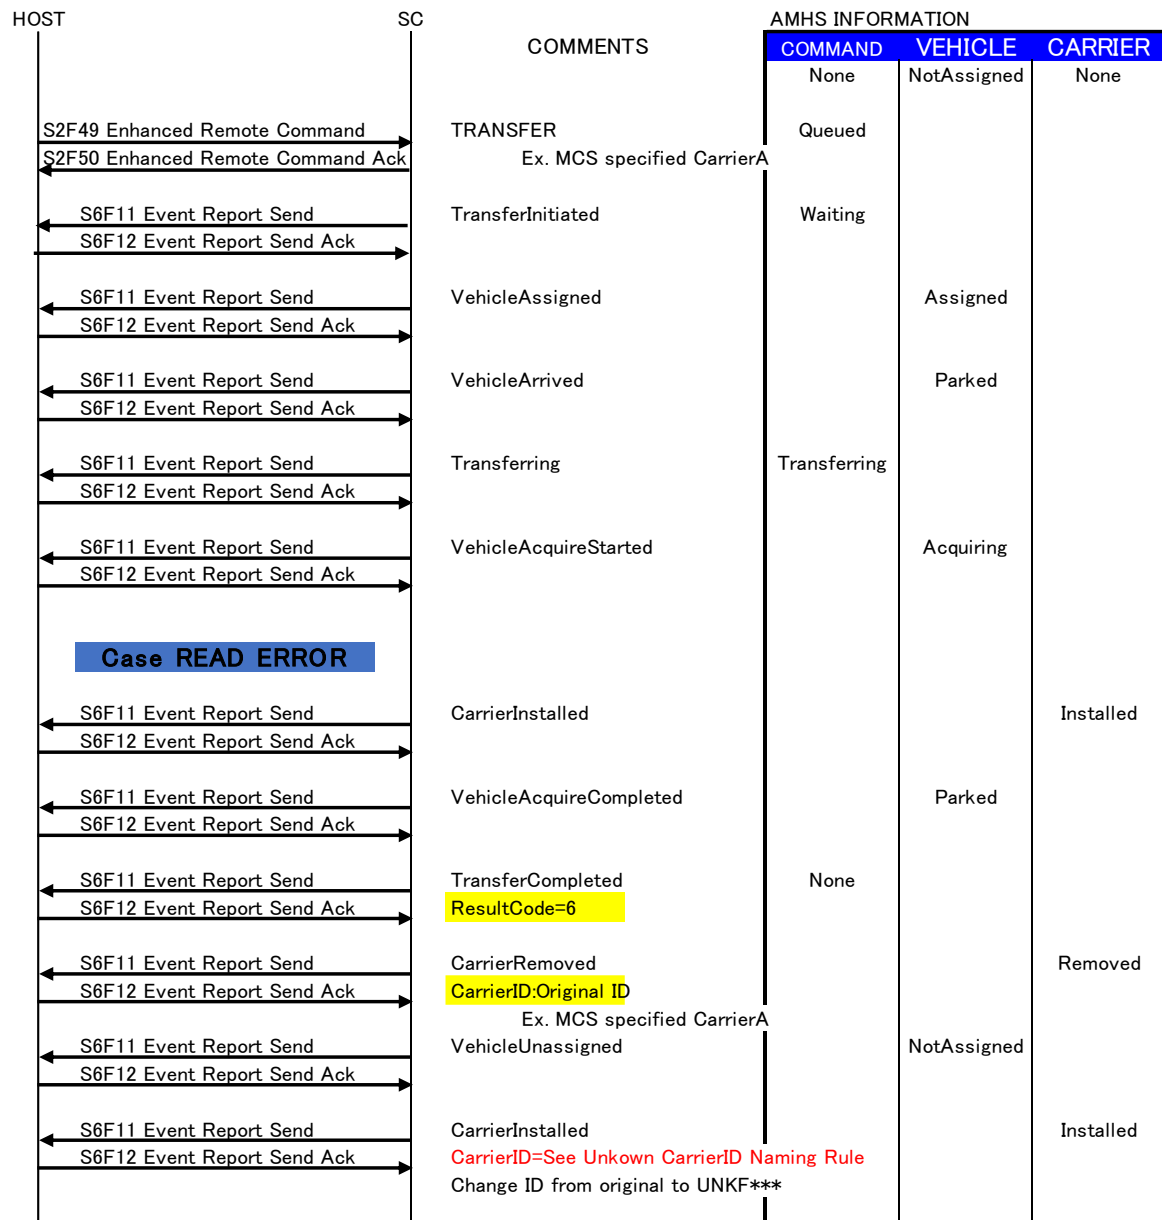 HOST SC AMHS INFORMATION
COMMENTS COMMAND VEHICLE CARRIER
None NotAssigned None
S2F49 Enhanced Remote Command TRANSFER Queued
S2F50 Enhanced Remote Command Ack Ex. MCS specified CarrierA
S6F11 Event Report Send TransferInitiated Waiting
S6F12 Event Report Send Ack
S6F11 Event Report Send VehicleAssigned Assigned
S6F12 Event Report Send Ack
S6F11 Event Report Send VehicleArrived Parked
S6F12 Event Report Send Ack
S6F11 Event Report Send Transferring Transferring
S6F12 Event Report Send Ack
S6F11 Event Report Send VehicleAcquireStarted Acquiring
S6F12 Event Report Send Ack
Case READ ERROR
S6F11 Event Report Send CarrierInstalled Installed
S6F12 Event Report Send Ack
S6F11 Event Report Send VehicleAcquireCompleted Parked
S6F12 Event Report Send Ack
S6F11 Event Report Send TransferCompleted None
S6F12 Event Report Send Ack ResultCode=6
S6F11 Event Report Send CarrierRemoved Removed
S6F12 Event Report Send Ack CarrierID:Original ID
Ex. MCS specified CarrierA
S6F11 Event Report Send VehicleUnassigned NotAssigned
S6F12 Event Report Send Ack
S6F11 Event Report Send CarrierInstalled Installed
S6F12 Event Report Send Ack CarrierID=See Unkown CarrierID Naming Rule
Change ID from original to UNKF***